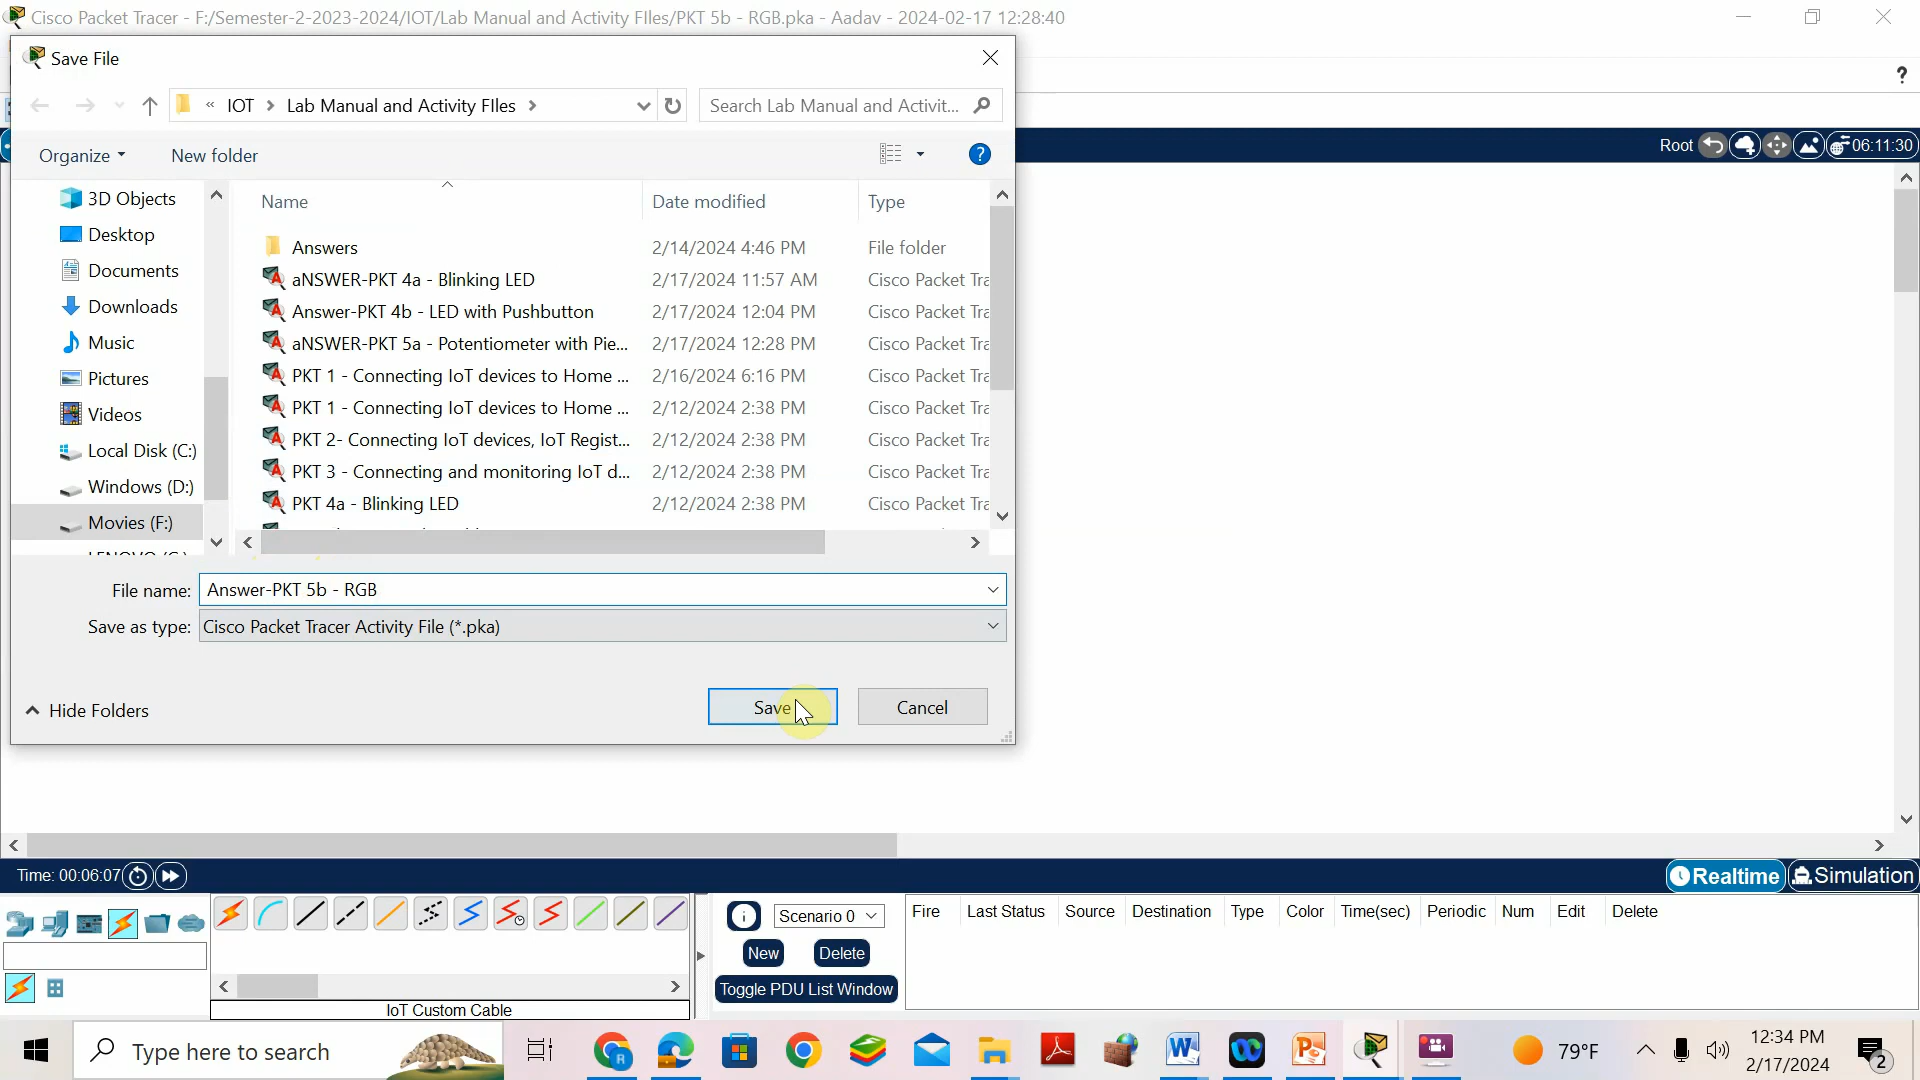 Cisco Packet Tracer - F:/Semester-2-2023-2024/IOT/Lab Manual and Activity FIles/PKT 5b - RGB.pka - Aadav - 2024-02-17 12:28:40
Save File
« IOT > Lab Manual and Activity FIles >
Search Lab Manual and Activit...
?
Root
06:11:30
Organize
New folder
?
3D Objects
Desktop
Documents
Downloads
Music
Pictures
Videos
Local Disk (C:)
Windows (D:)
Movies (F:)
Name Date modified Type
Answers 2/14/2024 4:46 PM File folder
aNSWER-PKT 4a - Blinking LED 2/17/2024 11:57 AM Cisco Packet Tra
Answer-PKT 4b - LED with Pushbutton 2/17/2024 12:04 PM Cisco Packet Tra
aNSWER-PKT 5a - Potentiometer with Pie... 2/17/2024 12:28 PM Cisco Packet Tra
PKT 1 - Connecting IoT devices to Home ... 2/16/2024 6:16 PM Cisco Packet Tra
PKT 1 - Connecting IoT devices to Home ... 2/12/2024 2:38 PM Cisco Packet Tra
PKT 2- Connecting IoT devices, IoT Regist... 2/12/2024 2:38 PM Cisco Packet Tra
PKT 3 - Connecting and monitoring IoT d... 2/12/2024 2:38 PM Cisco Packet Tra
PKT 4a - Blinking LED 2/12/2024 2:38 PM Cisco Packet Tra
File name: Answer-PKT 5b - RGB
Save as type: Cisco Packet Tracer Activity File (*.pka)
Hide Folders
Save
Cancel
Time: 00:06:07
Realtime
Simulation
Scenario 0
New
Delete
Toggle PDU List Window
Fire Last Status Source Destination Type Color Time(sec) Periodic Num Edit Delete
IoT Custom Cable
Type here to search
79°F
12:34 PM
2/17/2024
2